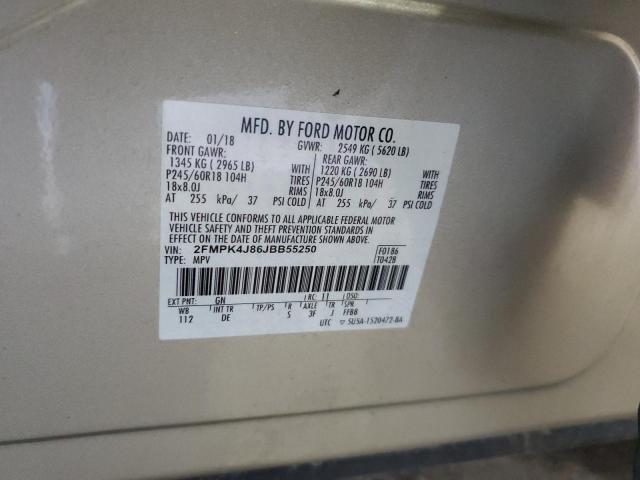 MFD. BY FORD MOTOR CO.
DATE: 01/18 GVWR: 2549 KG ( 5620 LB)
FRONT GAWR: REAR GAWR:
1345 KG ( 2965 LB) WITH 1220 KG ( 2690 LB) WITH
P245/60R18 104H TIRES P245/60R18 104H TIRES
18x8.0J RIMS 18x8.0J RIMS
AT 255 kPa/ 37 PSI COLD AT 255 kPa/ 37 PSI COLD
THIS VEHICLE CONFORMS TO ALL APPLICABLE FEDERAL MOTOR
VEHICLE SAFETY AND THEFT PREVENTION STANDARDS IN
EFFECT ON THE DATE OF MANUFACTURE SHOWN ABOVE.
VIN: 2FMPK4J86JBB55250 F0186
TYPE: MPV T0428
EXT PNT: GN RC: 11 DSO:
WB INT TR TP/PS R AXLE TR SPR
112 DE S 3F J FFBB
UTC ▽ 5U5A-1520472-BA